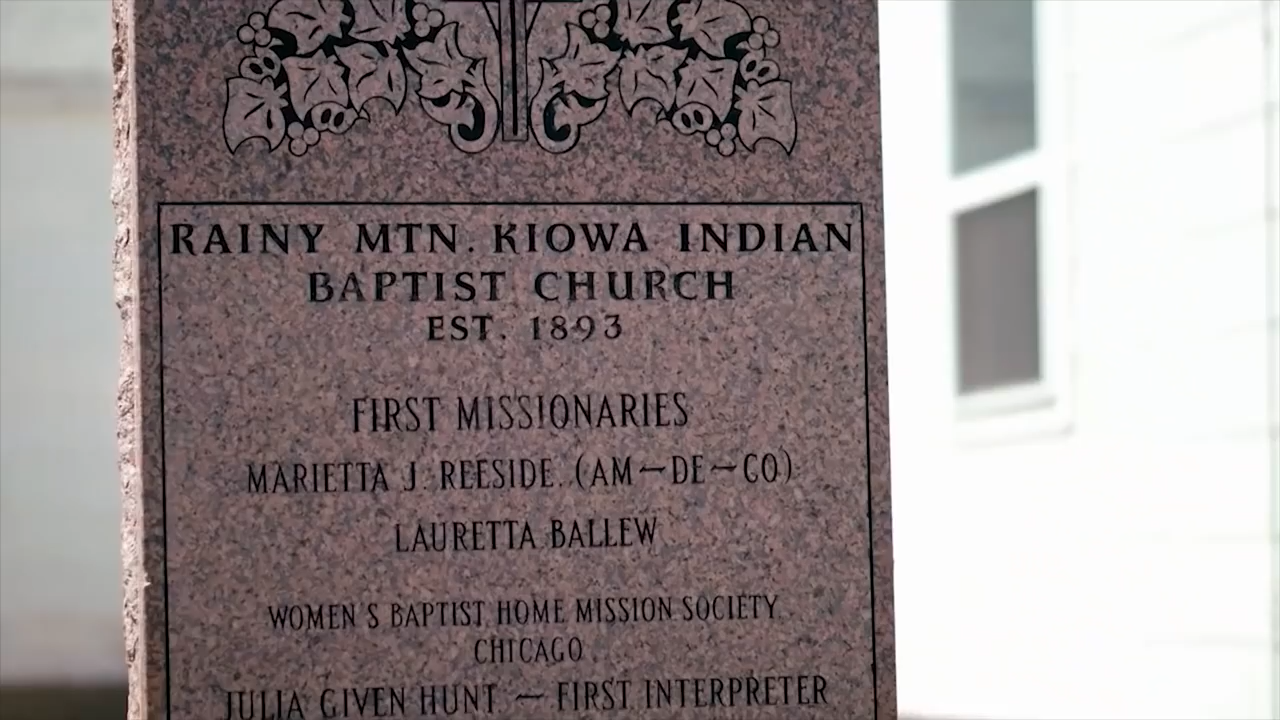 RAINY MTN. KIOWA INDIAN
BAPTIST CHURCH
EST. 1893
FIRST MISSIONARIES
MARIETTA J. REESIDE (AM-DE-CO)
LAURETTA BALLEW
WOMEN'S BAPTIST HOME MISSION SOCIETY
CHICAGO
JULIA GIVEN HUNT - FIRST INTERPRETER